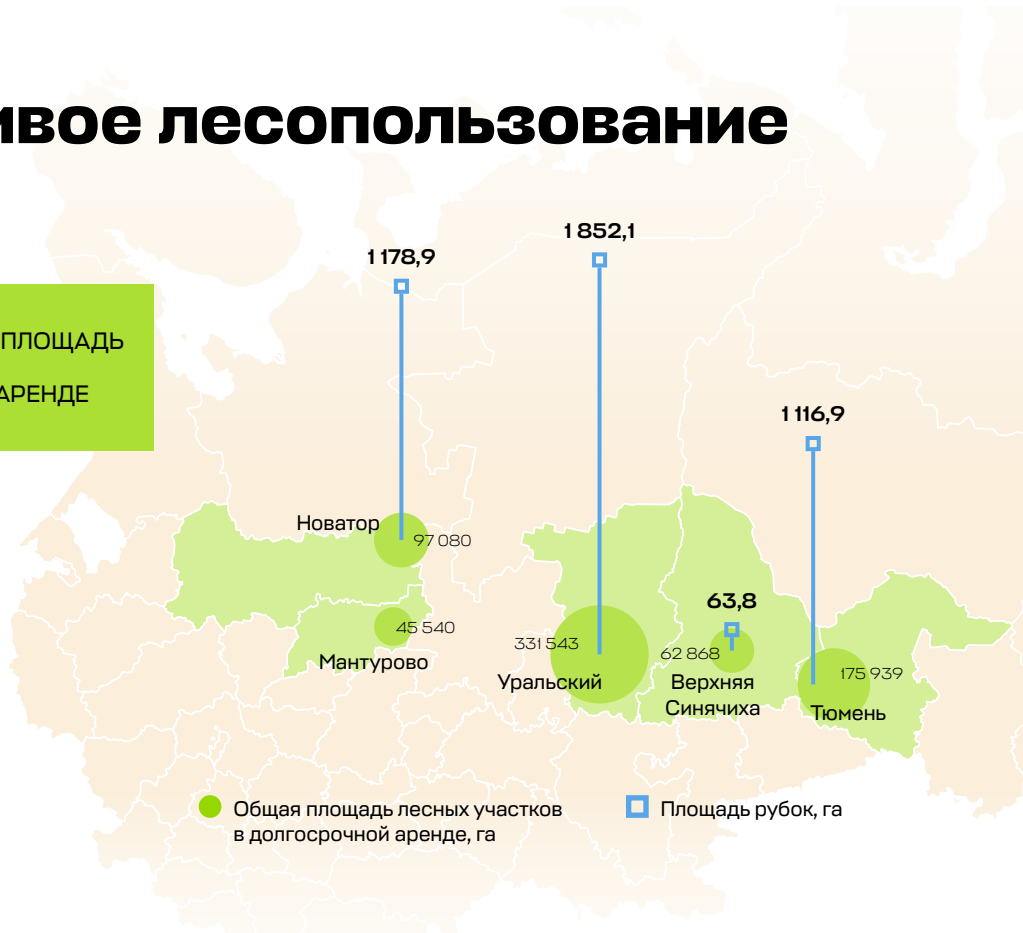 ивое лесопользование
1 852,1
1 178,9
ПЛОЩАДЬ
АРЕНДЕ
1 116,9
Новатор
97 080
63,8
45 540
331 543
62 868
Мантурово
175 939
Уральский
Верхняя
Синячиха
Тюмень
Общая площадь лесных участков
в долгосрочной аренде, га
Площадь рубок, га